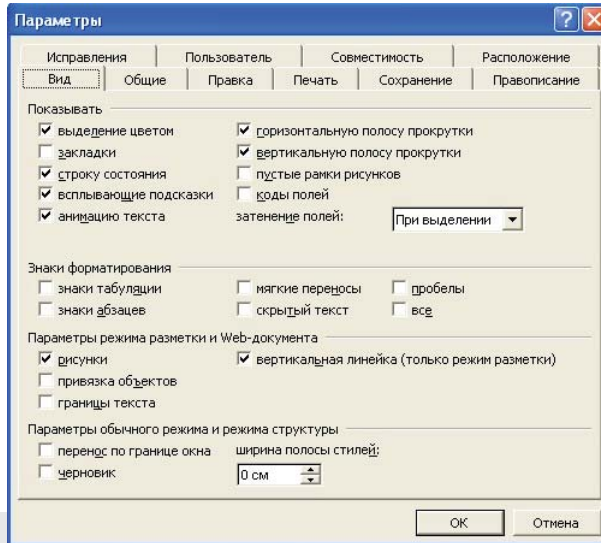 Параметры
Исправления Пользователь Совместимость Расположение
Вид Общие Правка Печать Сохранение Правописание
Показывать
выделение цветом горизонтальную полосу прокрутки
закладки вертикальную полосу прокрутки
строку состояния пустые рамки рисунков
всплывающие подсказки коды полей
анимацию текста затенение полей: При выделении
Знаки форматирования
знаки табуляции мягкие переносы пробелы
знаки абзацев скрытый текст все
Параметры режима разметки и Web-документа
рисунки вертикальная линейка (только режим разметки)
привязка объектов
границы текста
Параметры обычного режима и режима структуры
перенос по границе окна ширина полосы стилей:
черновик 0 см
ОК Отмена